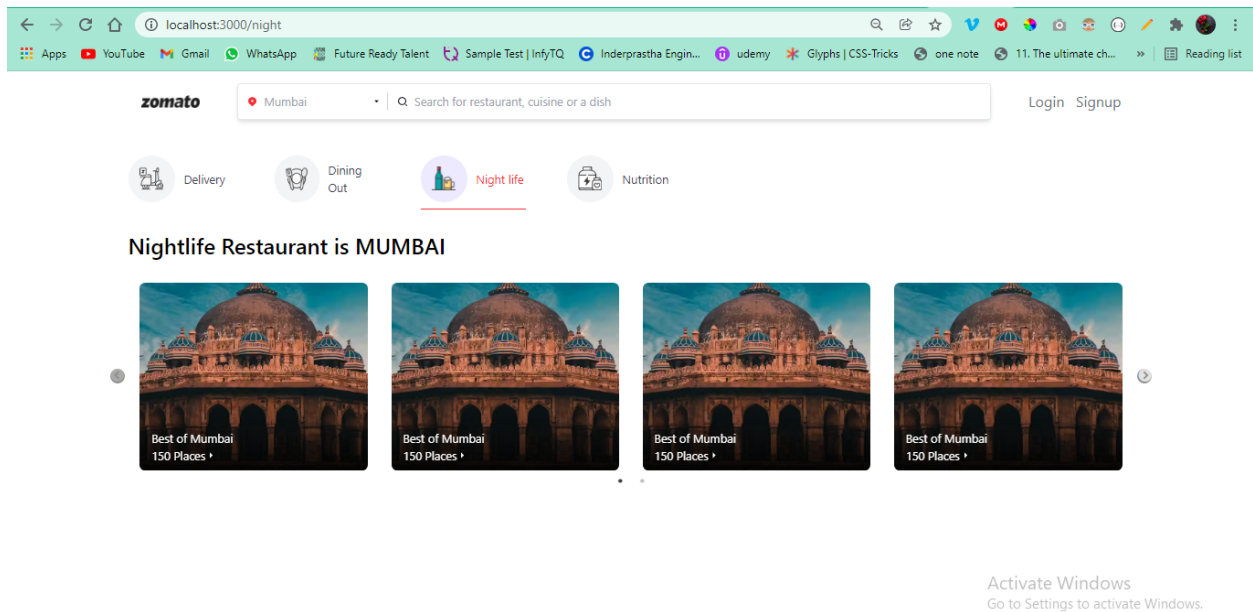 localhost:3000/night
Apps YouTube Gmail WhatsApp Future Ready Talent Sample Test | InfyTQ Inderprastha Engin... udemy Glyphs | CSS-Tricks one note 11. The ultimate ch... » Reading list
zomato Mumbai Search for restaurant, cuisine or a dish Login Signup
Delivery Dining Out Night life Nutrition
Nightlife Restaurant is MUMBAI
Best of Mumbai Best of Mumbai Best of Mumbai Best of Mumbai
150 Places 150 Places 150 Places 150 Places
Activate Windows
Go to Settings to activate Windows.